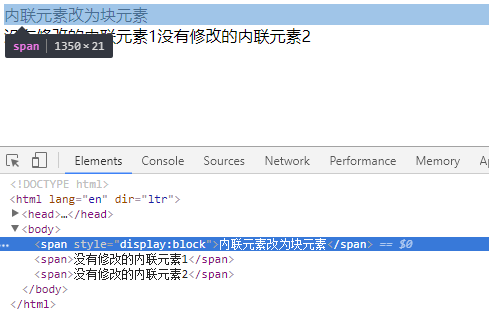 内联元素改为块元素
没有修改的内联元素1没有修改的内联元素2
span 1350 × 21
Elements Console Sources Network Performance Memory
<!DOCTYPE html>
<html lang="en" dir="ltr">
<head>…</head>
<body>
… <span style="display:block">内联元素改为块元素</span> == $0
<span>没有修改的内联元素1</span>
<span>没有修改的内联元素2</span>
</body>
</html>